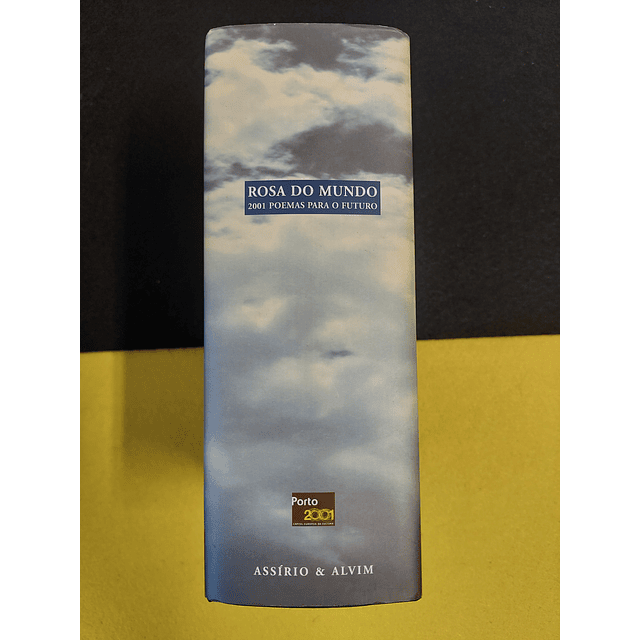 ROSA DO MUNDO
2001 POEMAS PARA O FUTURO
Porto
2001
ASSÍRIO & ALVIM